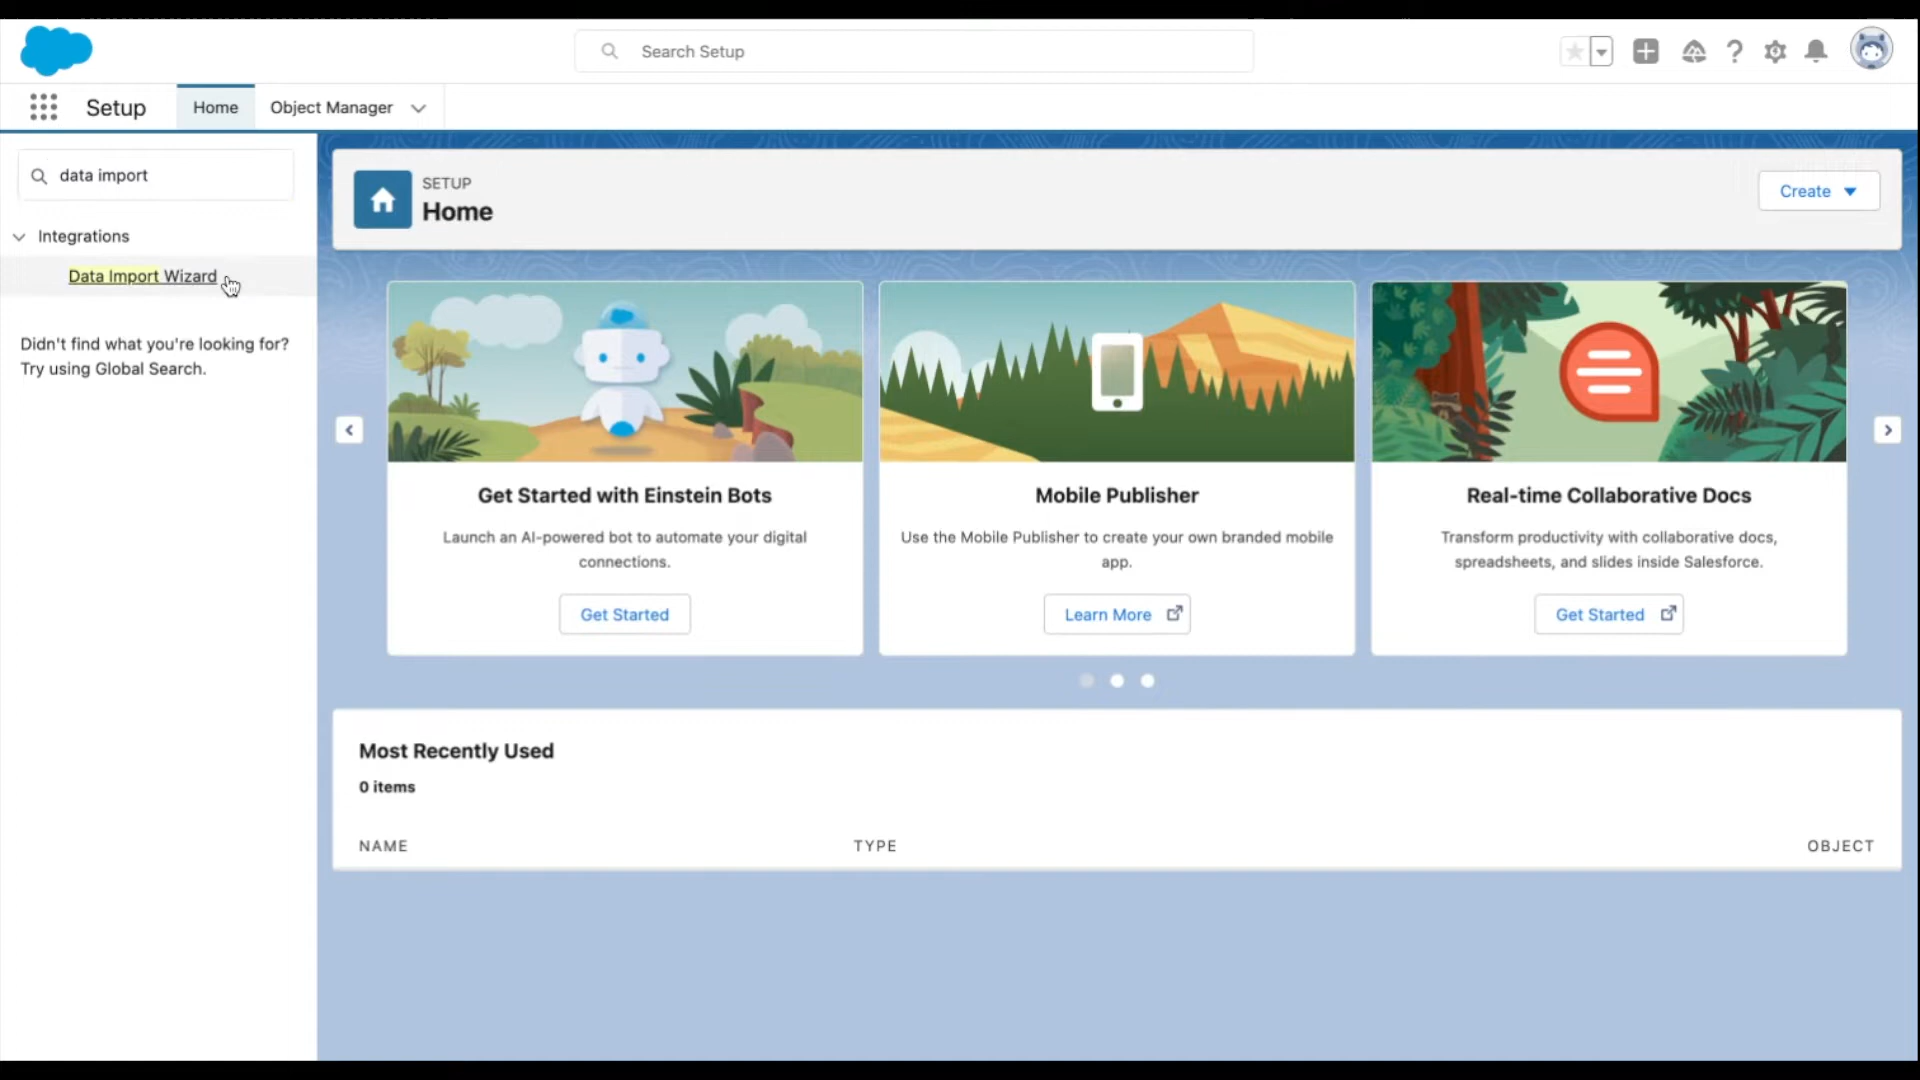 Search Setup
Setup
Home
Object Manager
data import
Integrations
Data Import Wizard
Didn't find what you're looking for?
Try using Global Search.
SETUP
Home
Create
Get Started with Einstein Bots
Launch an AI-powered bot to automate your digital
connections.
Get Started
Mobile Publisher
Use the Mobile Publisher to create your own branded mobile
app.
Learn More
Real-time Collaborative Docs
Transform productivity with collaborative docs,
spreadsheets, and slides inside Salesforce.
Get Started
Most Recently Used
0 items
NAME TYPE OBJECT